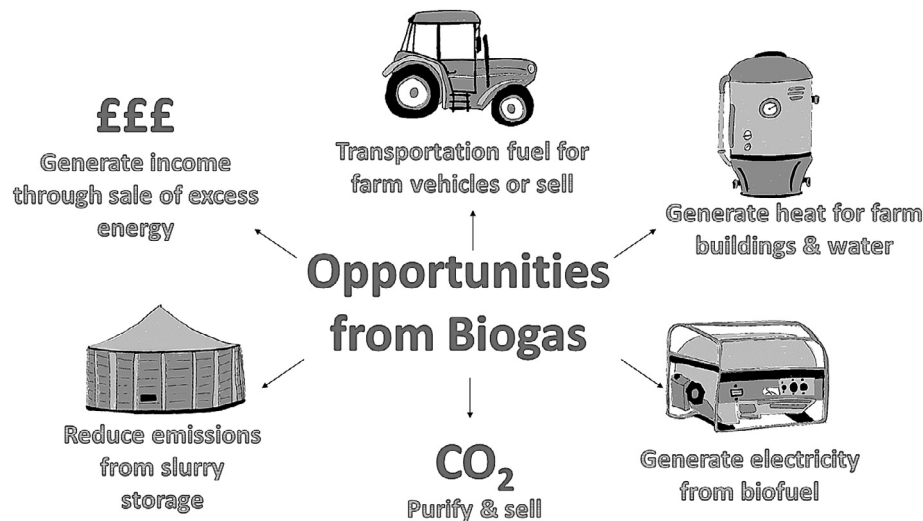 £££
Generate income
through sale of excess
energy
Transportation fuel for
farm vehicles or sell
Generate heat for farm
buildings & water
Opportunities
from Biogas
Reduce emissions
from slurry
storage
CO₂
Purify & sell
Generate electricity
from biofuel